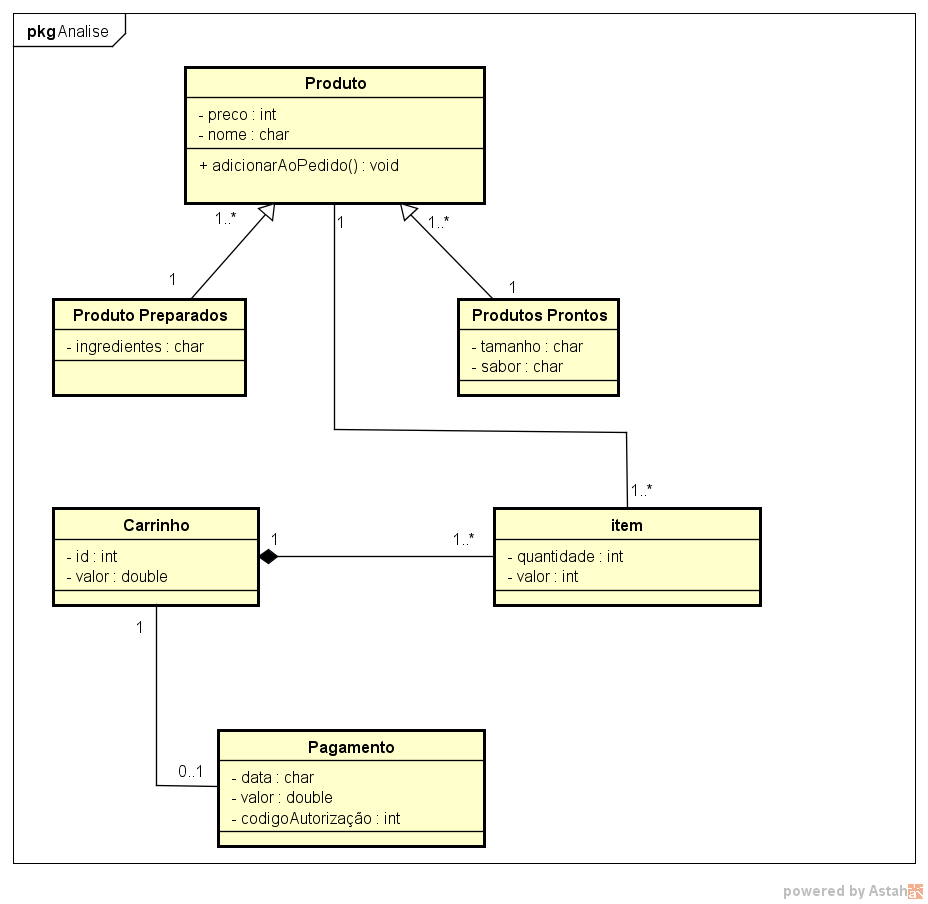 pkg Analise
Produto
- preco : int
- nome : char
+ adicionarAoPedido() : void
1..*
1
1..*
1
1
Produto Preparados
- ingredientes : char
Produtos Prontos
- tamanho : char
- sabor : char
1..*
Carrinho
- id : int
- valor : double
1
1..*
item
- quantidade : int
- valor : int
1
0..1
Pagamento
- data : char
- valor : double
- codigoAutorização : int
powered by Astah